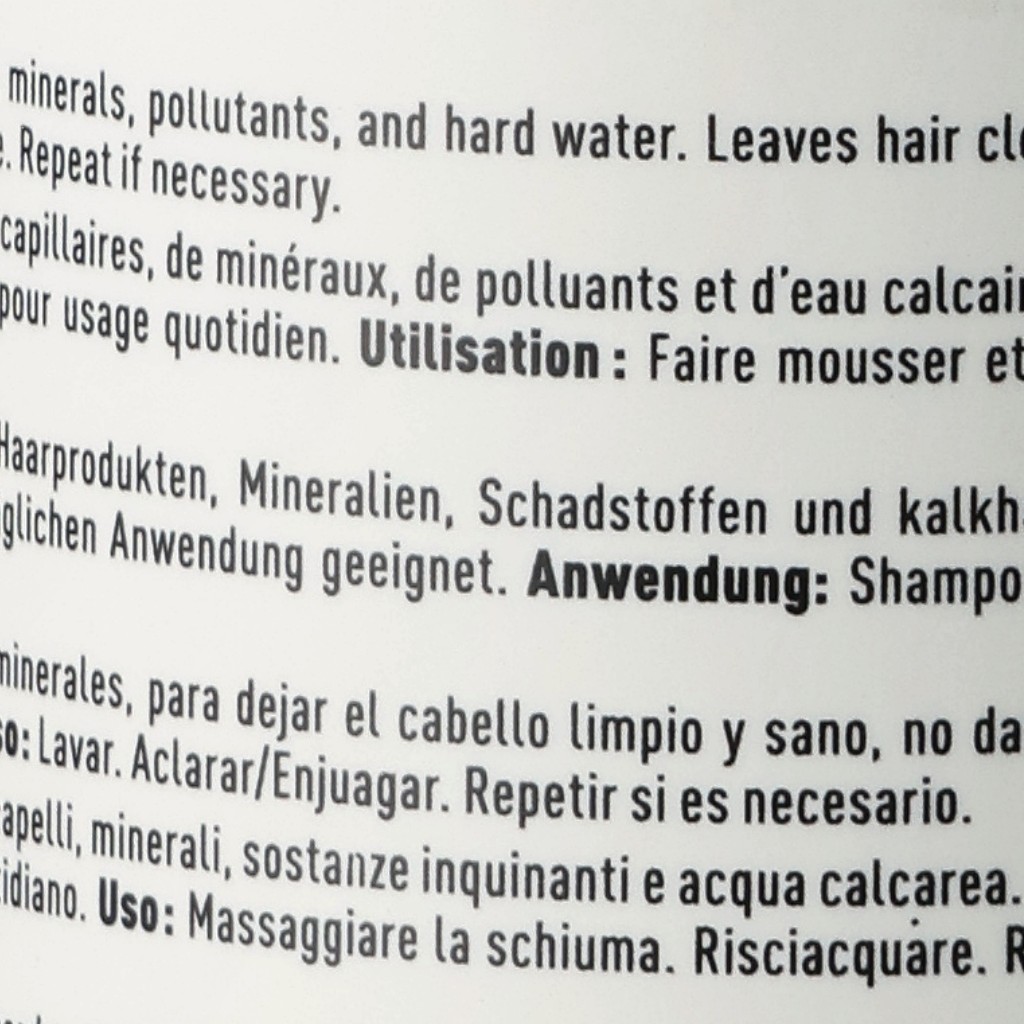 minerals, pollutants, and hard water. Leaves hair cle
. Repeat if necessary.
capillaires, de minéraux, de polluants et d'eau calcair
pour usage quotidien. Utilisation : Faire mousser et
Haarprodukten, Mineralien, Schadstoffen und kalkh
glichen Anwendung geeignet. Anwendung: Shampo
minerales, para dejar el cabello limpio y sano, no da
so: Lavar. Aclarar/Enjuagar. Repetir si es necesario.
apelli, minerali, sostanze inquinanti e acqua calcarea.
idiano. Uso: Massaggiare la schiuma. Risciacquare. R